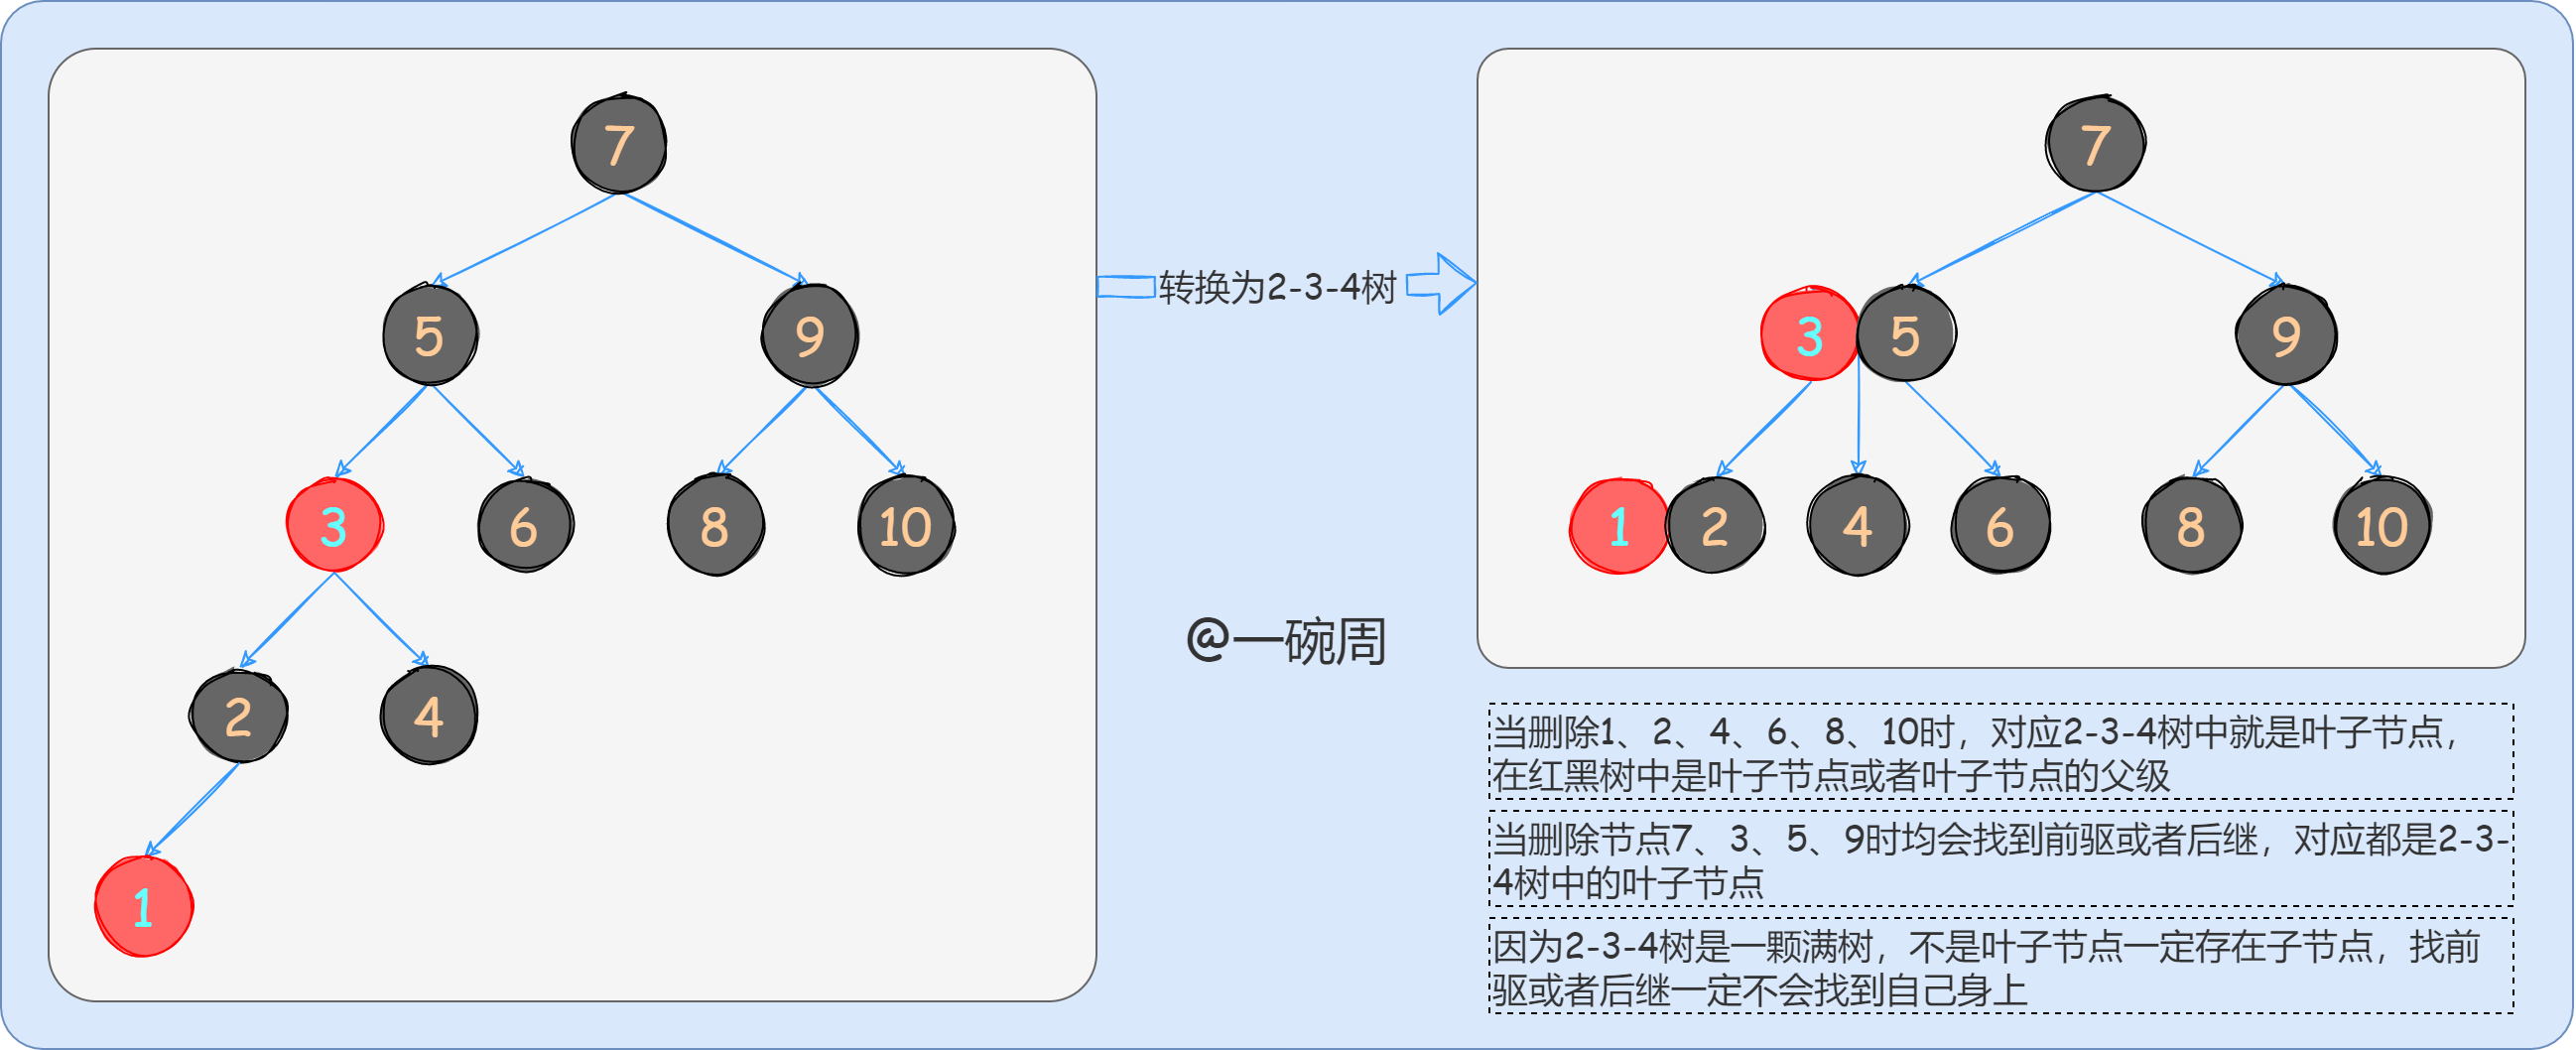 7
5
9
3
6
8
10
2
4
1
转换为2-3-4树
@一碗周
7
3
5
9
1
2
4
6
8
10
当删除1、2、4、6、8、10时，对应2-3-4树中就是叶子节点，
在红黑树中是叶子节点或者叶子节点的父级
当删除节点7、3、5、9时均会找到前驱或者后继，对应都是2-3-
4树中的叶子节点
因为2-3-4树是一颗满树，不是叶子节点一定存在子节点，找前
驱或者后继一定不会找到自己身上